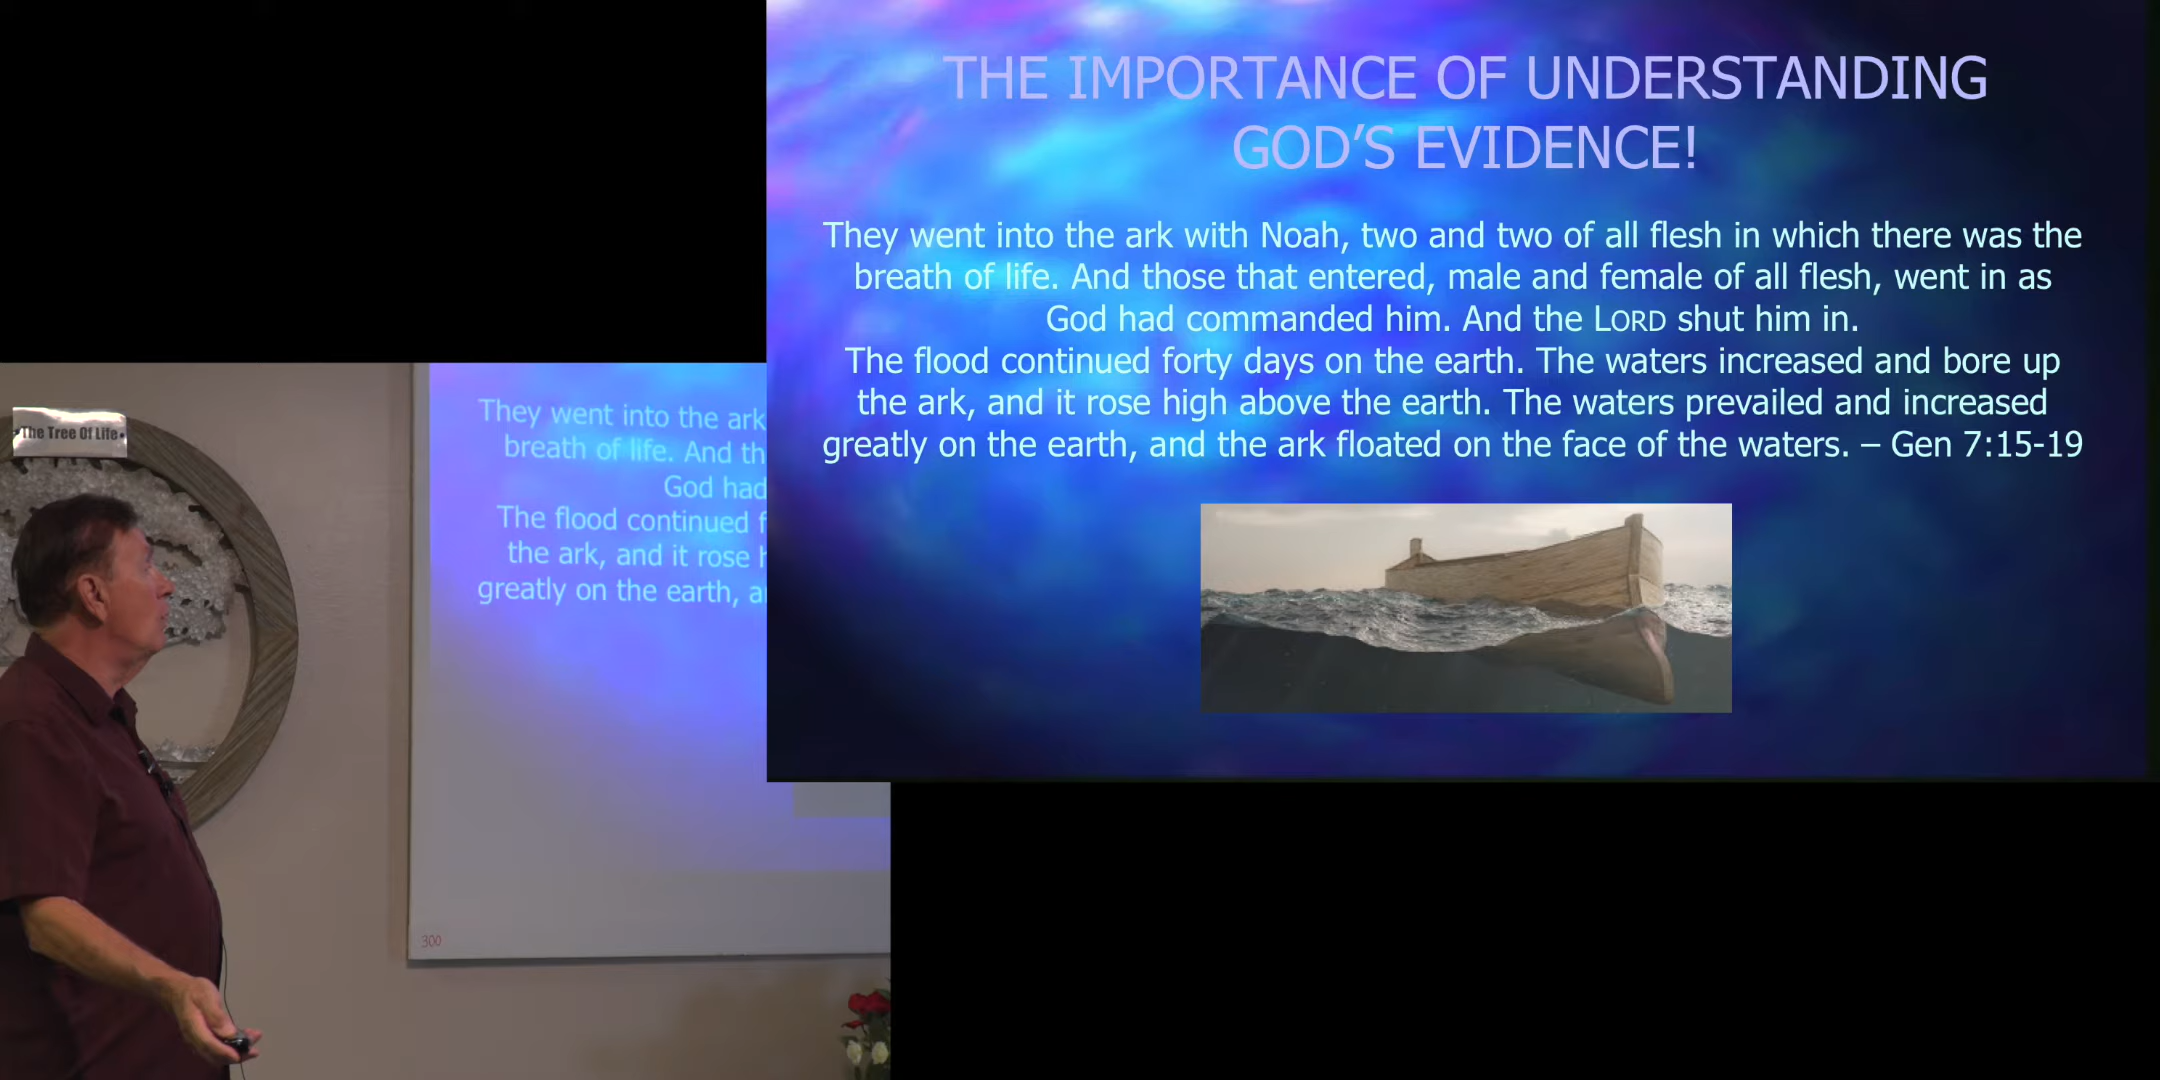 THE IMPORTANCE OF UNDERSTANDING
GOD’S EVIDENCE!
They went into the ark with Noah, two and two of all flesh in which there was the
breath of life. And those that entered, male and female of all flesh, went in as
God had commanded him. And the LORD shut him in.
The flood continued forty days on the earth. The waters increased and bore up
the ark, and it rose high above the earth. The waters prevailed and increased
greatly on the earth, and the ark floated on the face of the waters. – Gen 7:15-19
•The Tree Of Life•
They went into the ark
breath of life. And th
God had
The flood continued f
the ark, and it rose h
greatly on the earth, a
300